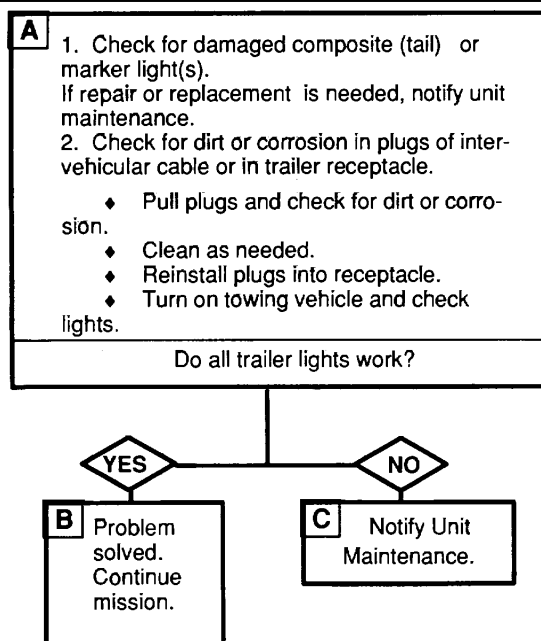 A
1. Check for damaged composite (tail) or
marker light(s).
If repair or replacement is needed, notify unit
maintenance.
2. Check for dirt or corrosion in plugs of inter-
vehicular cable or in trailer receptacle.
♦ Pull plugs and check for dirt or corro-
sion.
♦ Clean as needed.
♦ Reinstall plugs into receptacle.
♦ Turn on towing vehicle and check
lights.
Do all trailer lights work?
YES
NO
B
Problem
solved.
Continue
mission.
C
Notify Unit
Maintenance.